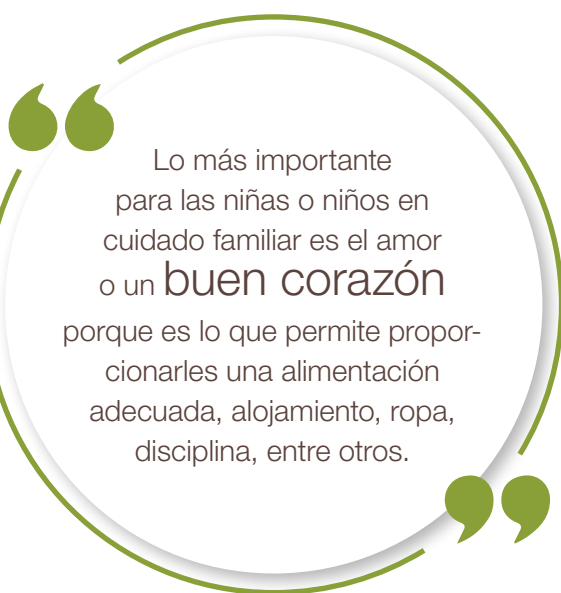 Lo más importante
para las niñas o niños en
cuidado familiar es el amor
o un buen corazón
porque es lo que permite propor-
cionarles una alimentación
adecuada, alojamiento, ropa,
disciplina, entre otros.